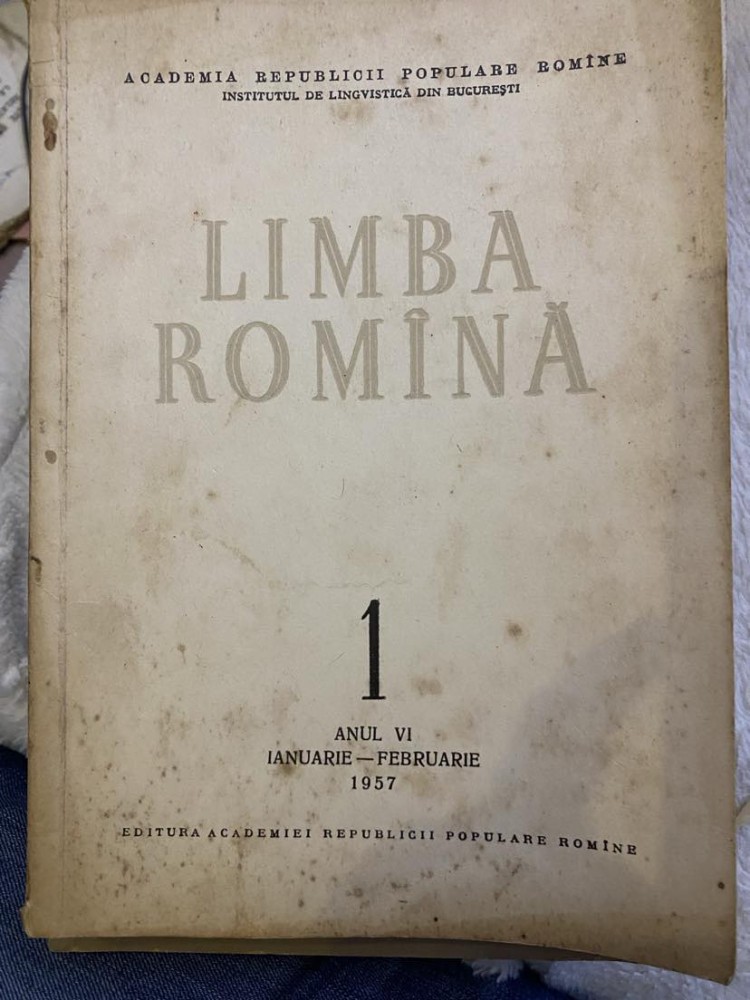 ACADEMIA REPUBLICII POPULARE ROMÎNE
INSTITUTUL DE LINGVISTICĂ DIN BUCUREŞTI
LIMBA
ROMÎNĂ
1
ANUL VI
IANUARIE — FEBRUARIE
1957
EDITURA ACADEMIEI REPUBLICII POPULARE ROMÎNE